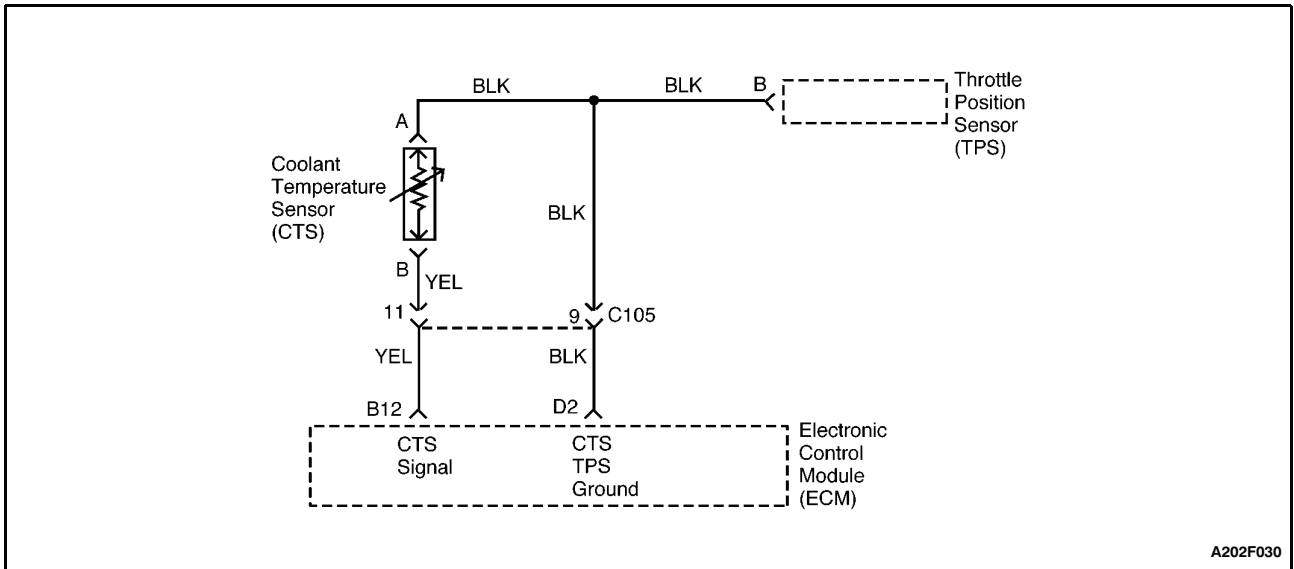 BLK
BLK
B
Throttle
Position
Sensor
(TPS)
A
Coolant
Temperature
Sensor
(CTS)
BLK
B
YEL
11
9
C105
YEL
BLK
B12
D2
CTS
Signal
CTS
TPS
Ground
Electronic
Control
Module
(ECM)
A202F030